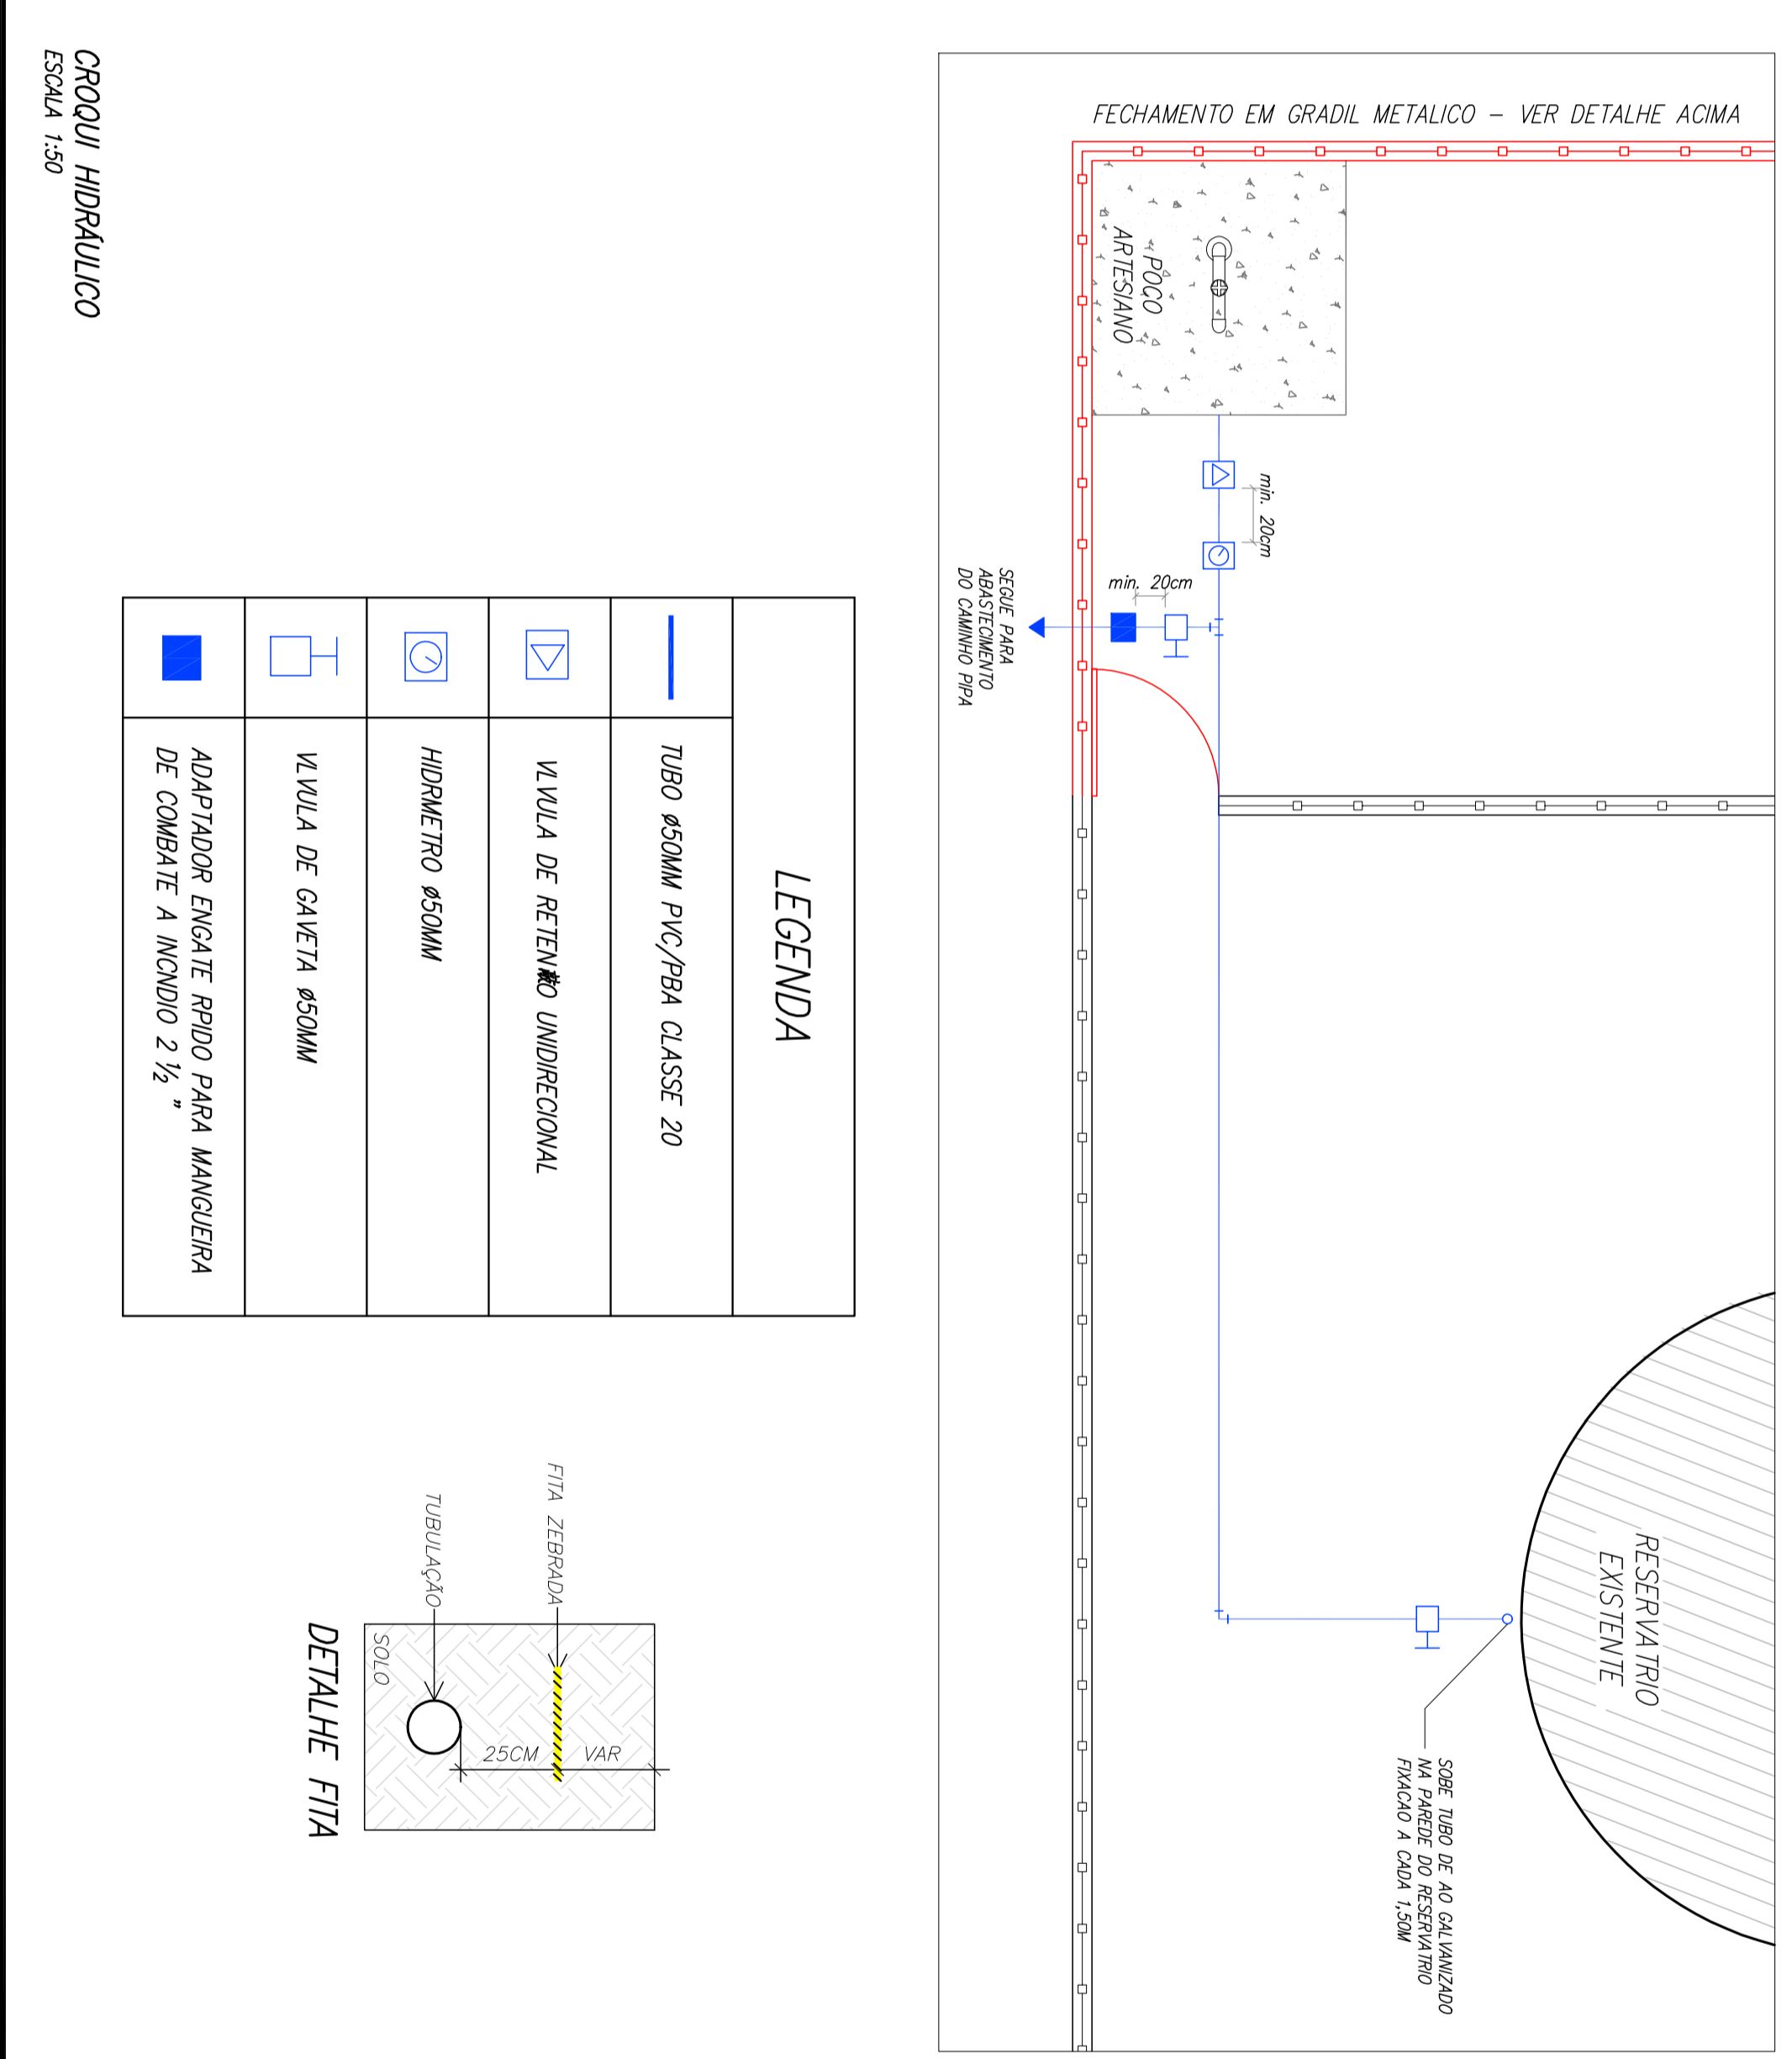 FECHAMENTO EM GRADIL METALICO - VER DETALHE ACIMA
POÇO
ARTESIANO
min. 20cm
min. 20cm
SEGUE PARA
ABASTECIMENTO
DO CAMINHO PIPA
RESERVATRIO
EXISTENTE
SOBE TUBO DE AO GALVANIZADO
NA PAREDE DO RESERVATRIO
FIXACAO A CADA 1,50M
LEGENDA
TUBO ø50MM PVC/PBA CLASSE 20
VLVULA DE RETENO UNIDIRECIONAL
HIDRMETRO ø50MM
VLVULA DE GAVETA ø50MM
ADAPTADOR ENGATE RPIDO PARA MANGUEIRA
DE COMBATE A INCNDIO 2 ½ "
FITA ZEBRADA
TUBULAÇÃO
SOLO
25CM
VAR
DETALHE FITA
CROQUI HIDRÁULICO
ESCALA 1:50